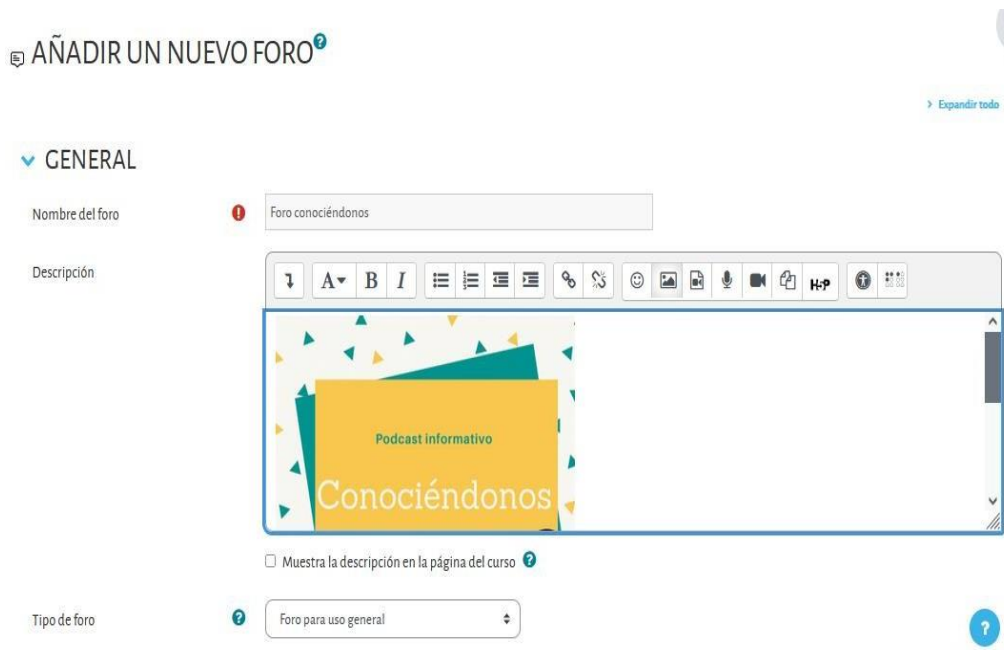 AÑADIR UN NUEVO FORO
Expandir todo
GENERAL
Nombre del foro
Foro conociéndonos
Descripción
A B I H5P
Podcast informativo
Conociéndonos
Muestra la descripción en la página del curso
Tipo de foro
Foro para uso general